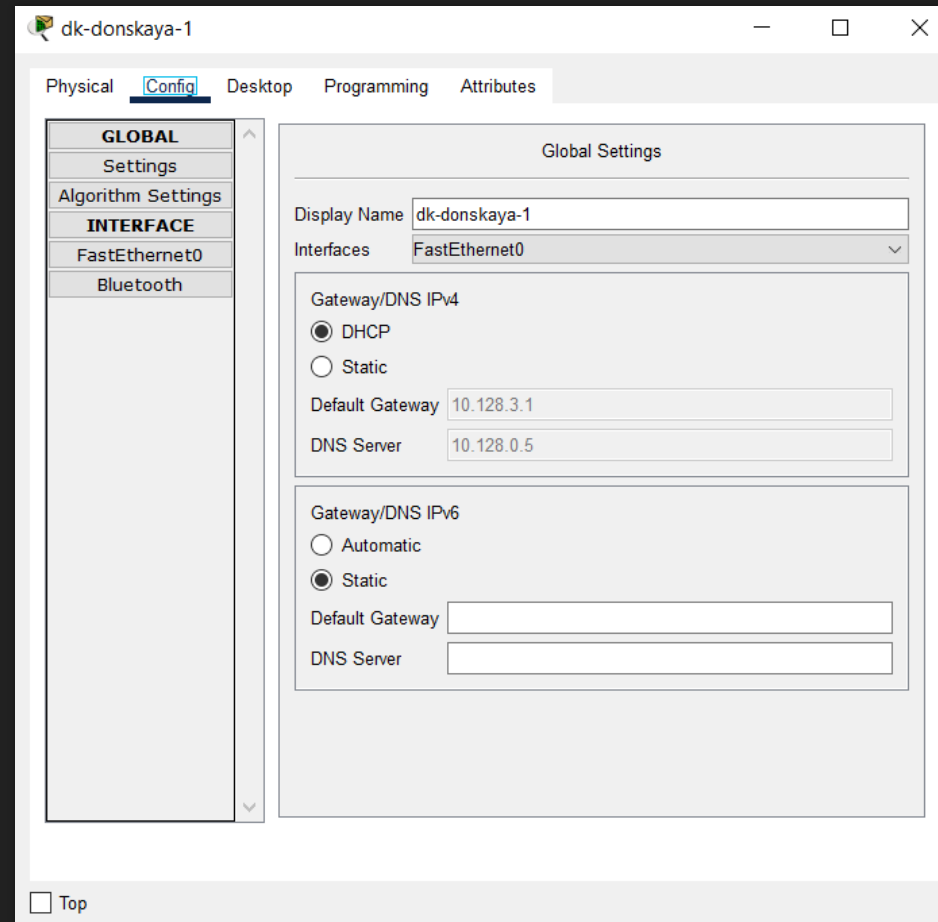 dk-donskaya-1
Physical Config Desktop Programming Attributes
GLOBAL
Settings
Algorithm Settings
INTERFACE
FastEthernet0
Bluetooth
Global Settings
Display Name dk-donskaya-1
Interfaces FastEthernet0
Gateway/DNS IPv4
DHCP
Static
Default Gateway 10.128.3.1
DNS Server 10.128.0.5
Gateway/DNS IPv6
Automatic
Static
Default Gateway
DNS Server
Top